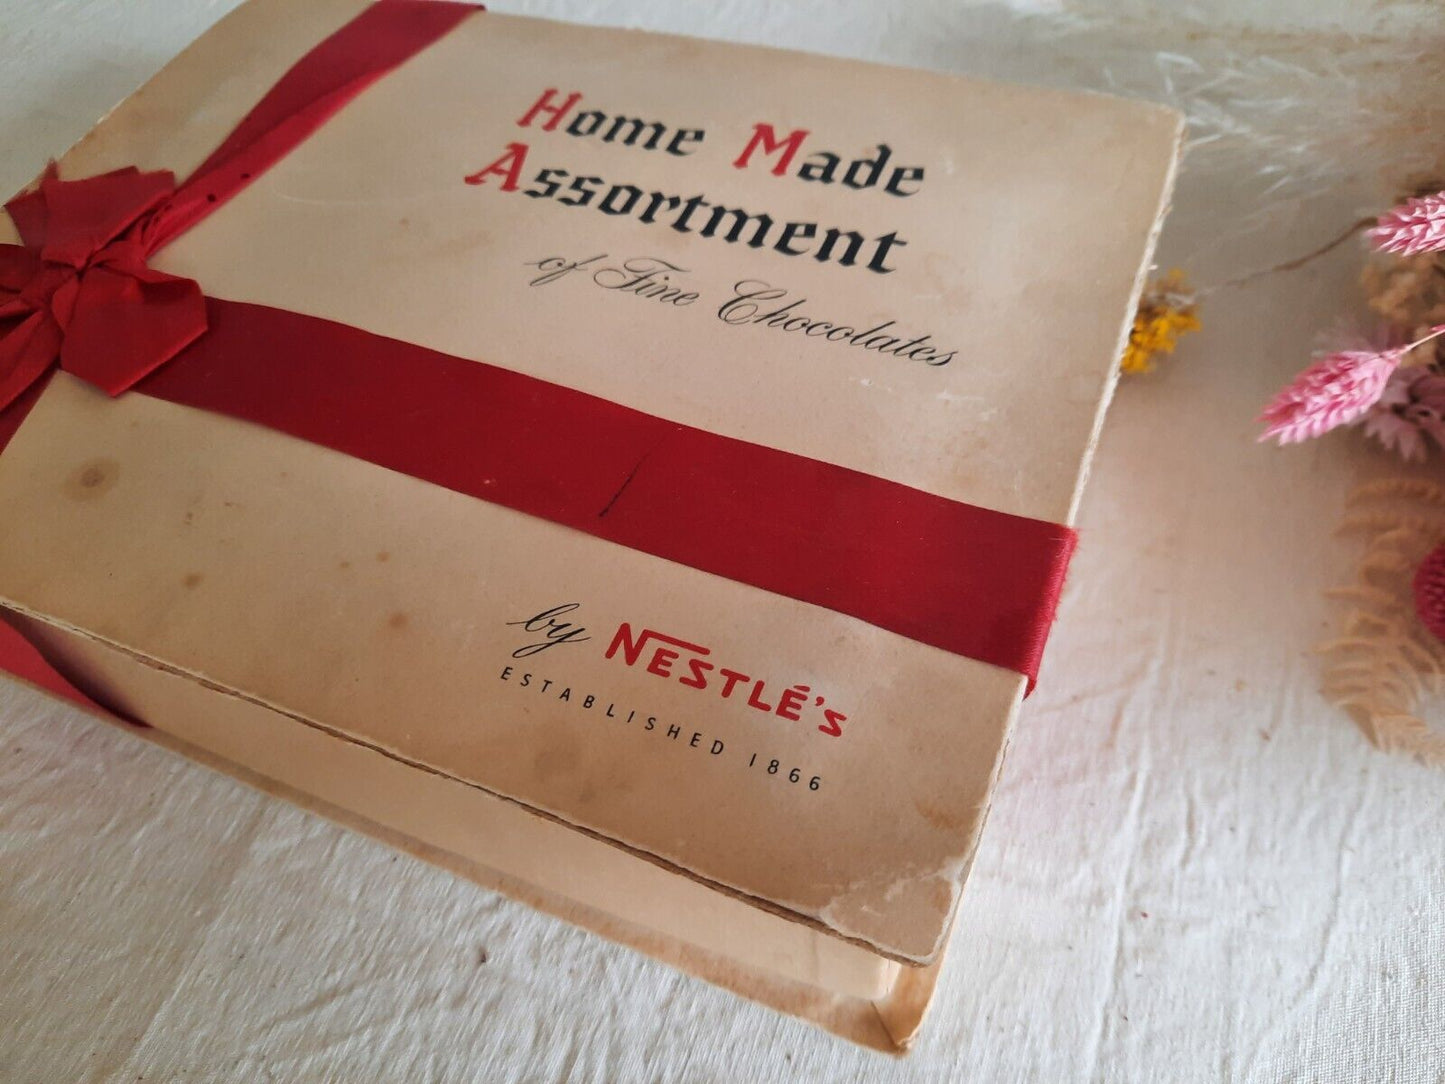 Home Made
Assortment
of Fine Chocolates
by NESTLÉ'S
ESTABLISHED 1866